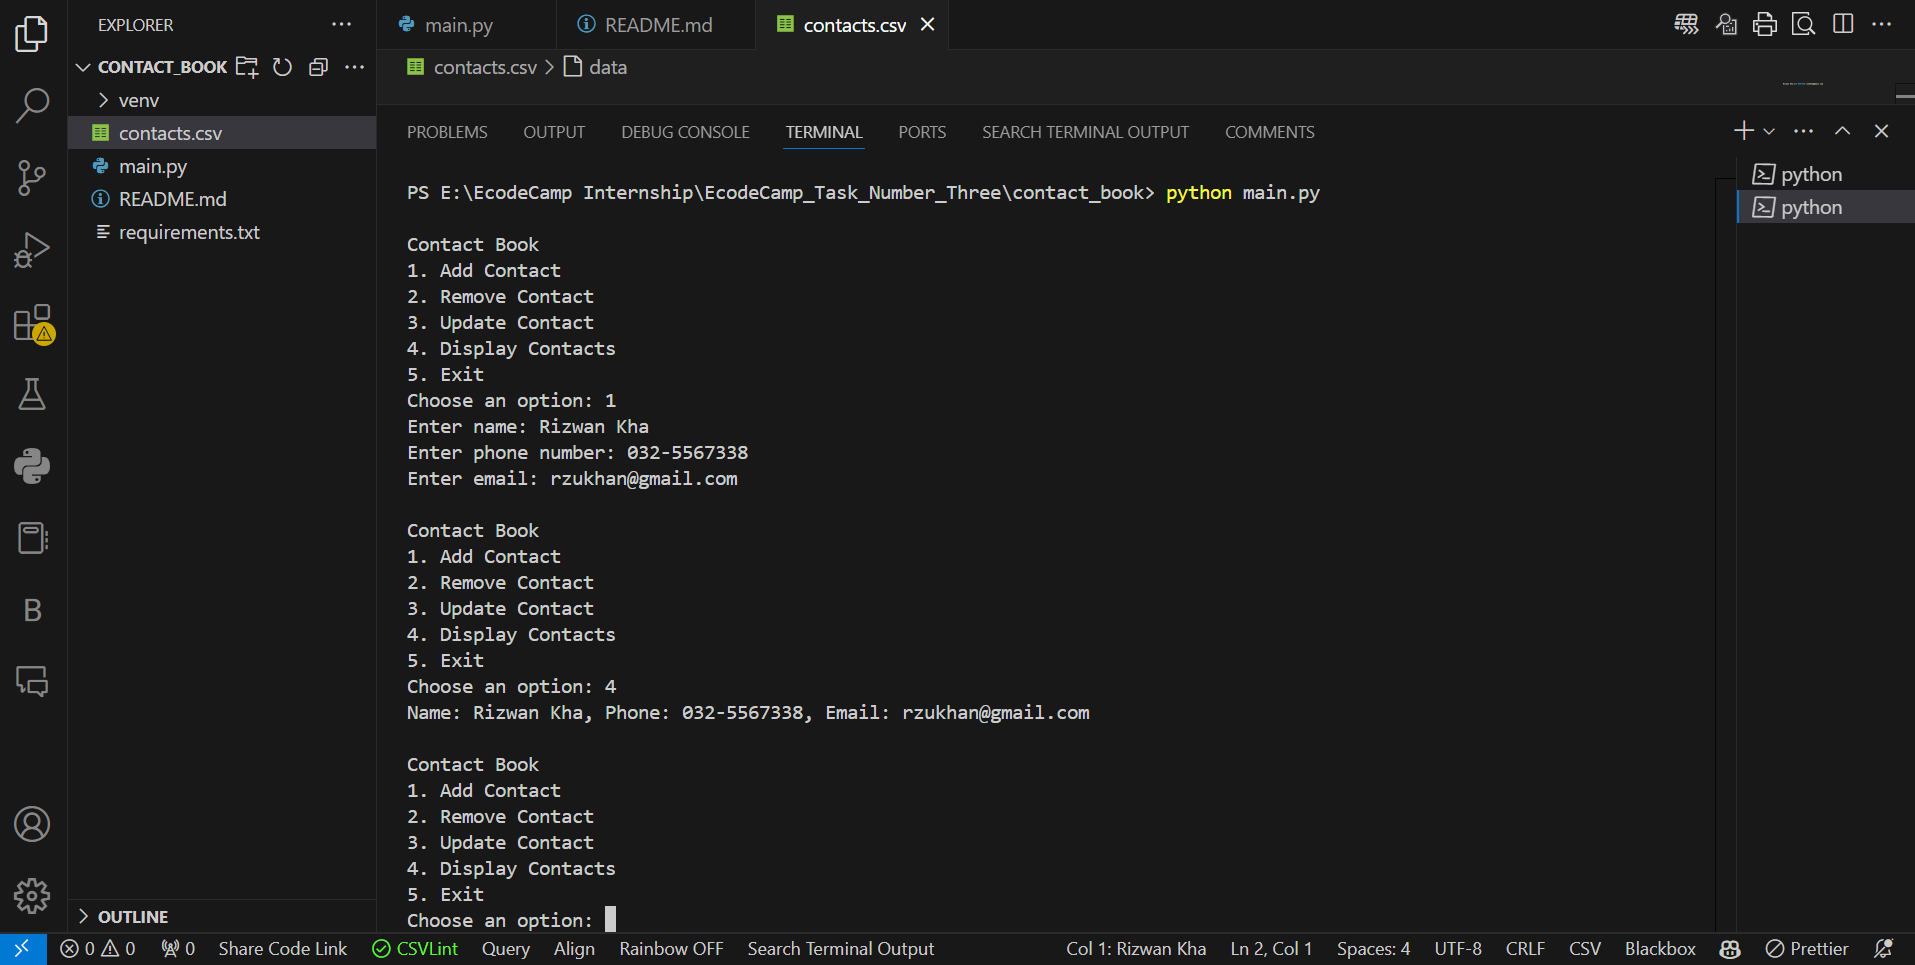 EXPLORER
main.py
README.md
contacts.csv
CONTACT_BOOK
venv
contacts.csv
main.py
README.md
requirements.txt
contacts.csv > data
PROBLEMS OUTPUT DEBUG CONSOLE TERMINAL PORTS SEARCH TERMINAL OUTPUT COMMENTS
PS E:\EcodeCamp Internship\EcodeCamp_Task_Number_Three\contact_book> python main.py
Contact Book
1. Add Contact
2. Remove Contact
3. Update Contact
4. Display Contacts
5. Exit
Choose an option: 1
Enter name: Rizwan Kha
Enter phone number: 032-5567338
Enter email: rzukhan@gmail.com
Contact Book
1. Add Contact
2. Remove Contact
3. Update Contact
4. Display Contacts
5. Exit
Choose an option: 4
Name: Rizwan Kha, Phone: 032-5567338, Email: rzukhan@gmail.com
Contact Book
1. Add Contact
2. Remove Contact
3. Update Contact
4. Display Contacts
5. Exit
Choose an option:
python
python
B
OUTLINE
0 0 0 Share Code Link CSVLint Query Align Rainbow OFF Search Terminal Output Col 1: Rizwan Kha Ln 2, Col 1 Spaces: 4 UTF-8 CRLF CSV Blackbox Prettier